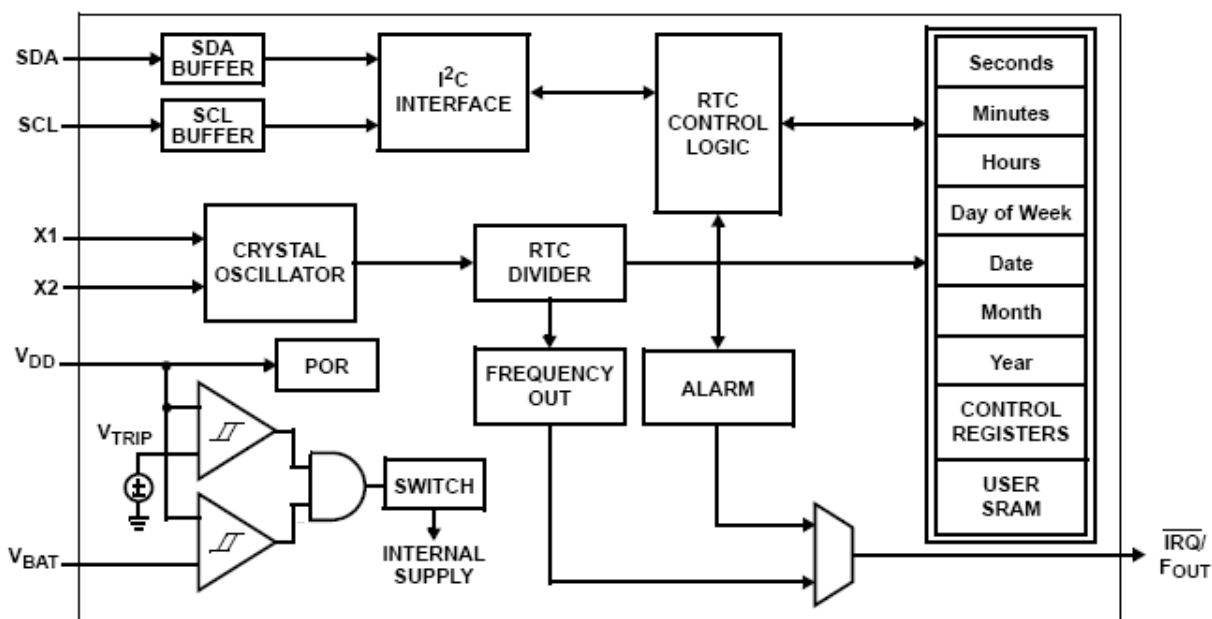 SDA
SDA
BUFFER
I²C
INTERFACE
RTC
CONTROL
LOGIC
SCL
SCL
BUFFER
X1
X2
CRYSTAL
OSCILLATOR
RTC
DIVIDER
VDD
POR
FREQUENCY
OUT
ALARM
VTRIP
SWITCH
VBAT
INTERNAL
SUPPLY
Seconds
Minutes
Hours
Day of Week
Date
Month
Year
CONTROL
REGISTERS
USER
SRAM
IRQ/
FOUT